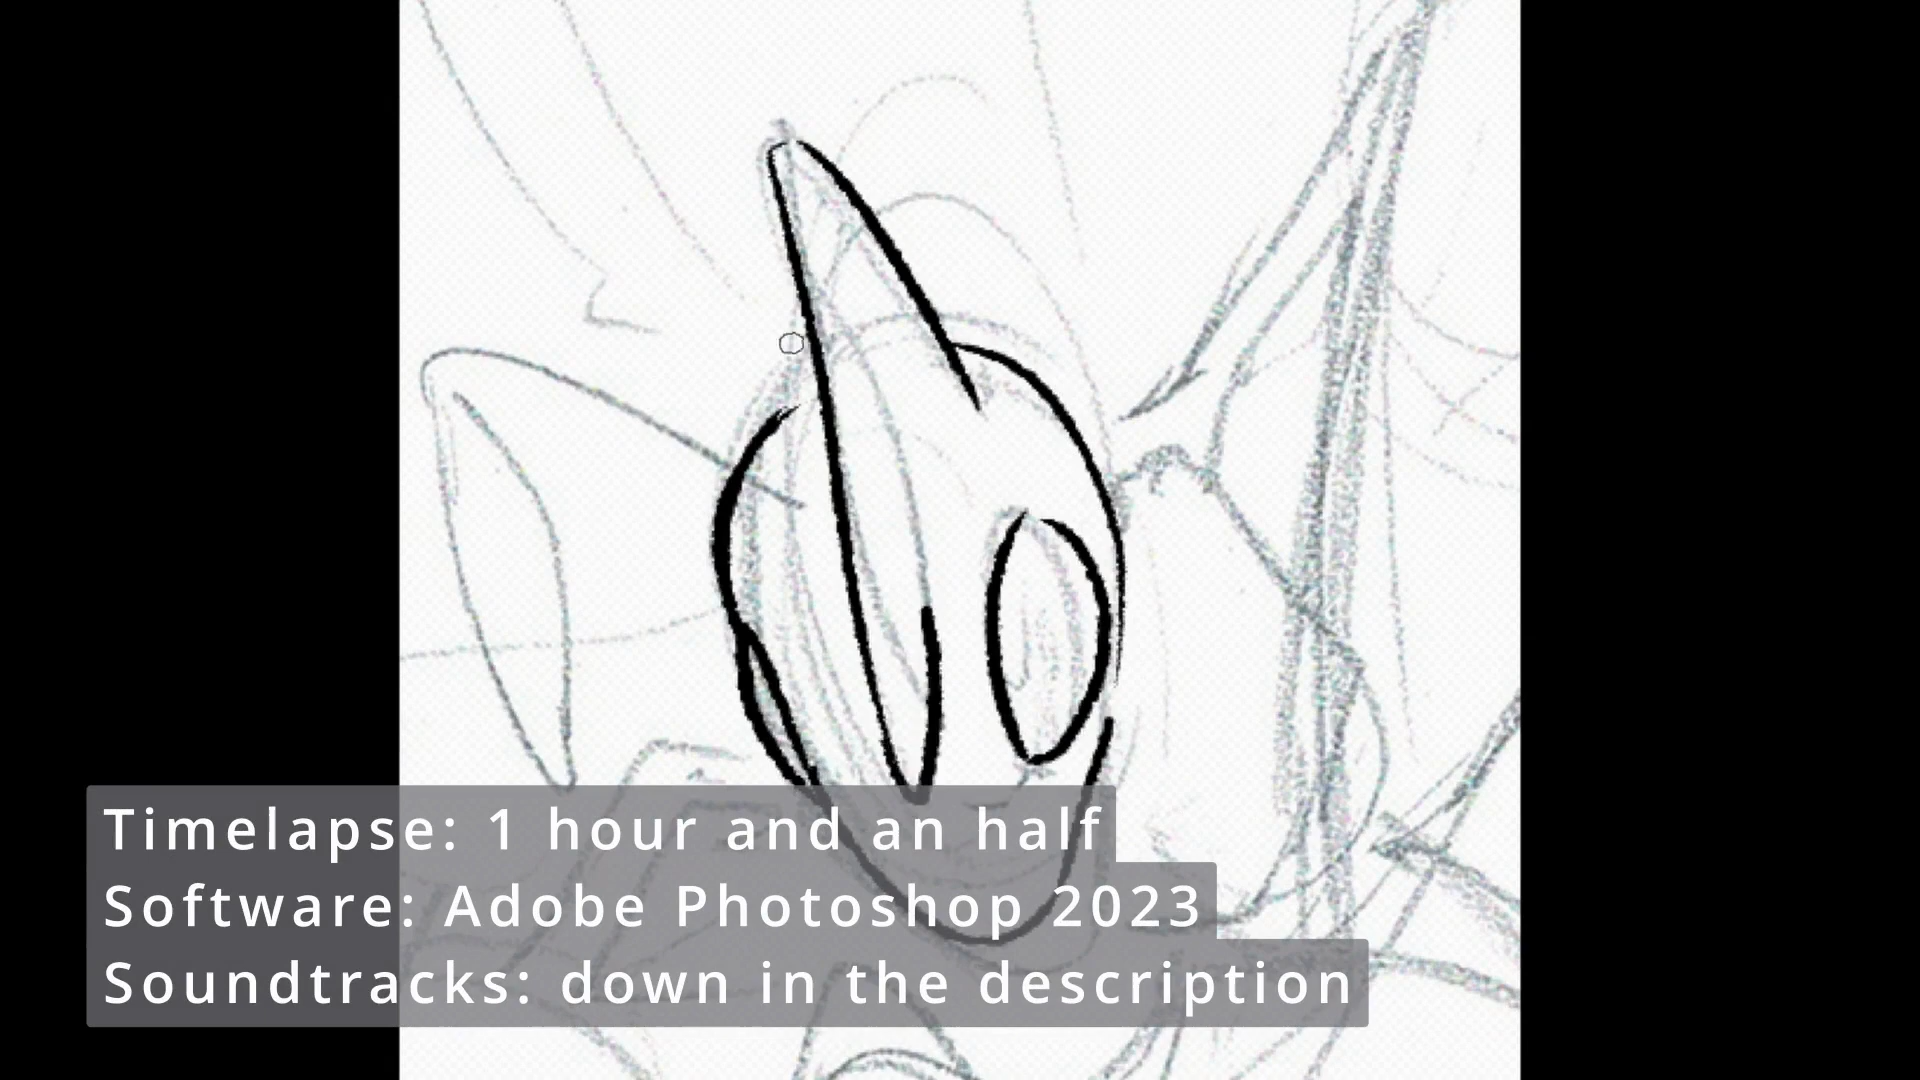 Timelapse: 1 hour and an half
Software: Adobe Photoshop 2023
Soundtracks: down in the description